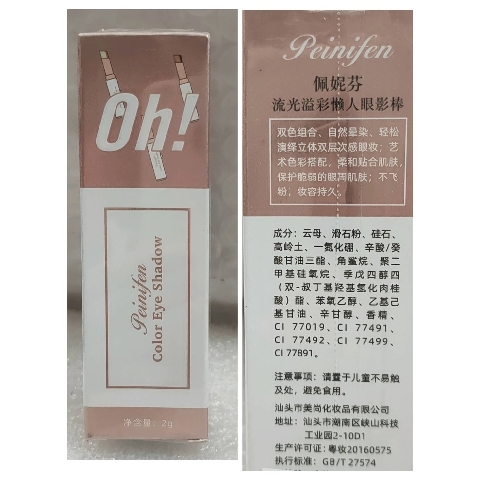 Oh!
Peinifen
Color Eye Shadow
净含量：2g
Peinifen
佩妮芬
流光溢彩懒人眼影棒
双色组合、自然晕染、轻松
演绎立体双层次感眼妆；艺
术色彩搭配，柔和贴合肌肤，
保护脆弱的眼周肌肤；不飞
粉，妆容持久。
成分：云母、滑石粉、硅石、
高岭土、一氮化硼、辛酸/癸
酸甘油三酯、角鲨烷、聚二
甲基硅氧烷、季戊四醇四
（双-叔丁基羟基氢化肉桂
酸）酯、苯氧乙醇、乙基己
基甘油、辛甘醇、香精、
CI 77019、CI 77491、
CI 77492、CI 77499、
CI 77891。
注意事项：请置于儿童不易触
及处，避免食用。
汕头市美尚化妆品有限公司
地址：汕头市潮南区峡山科技
工业园2-10D1
生产许可证：粤妆20160575
执行标准：GB/T 27574